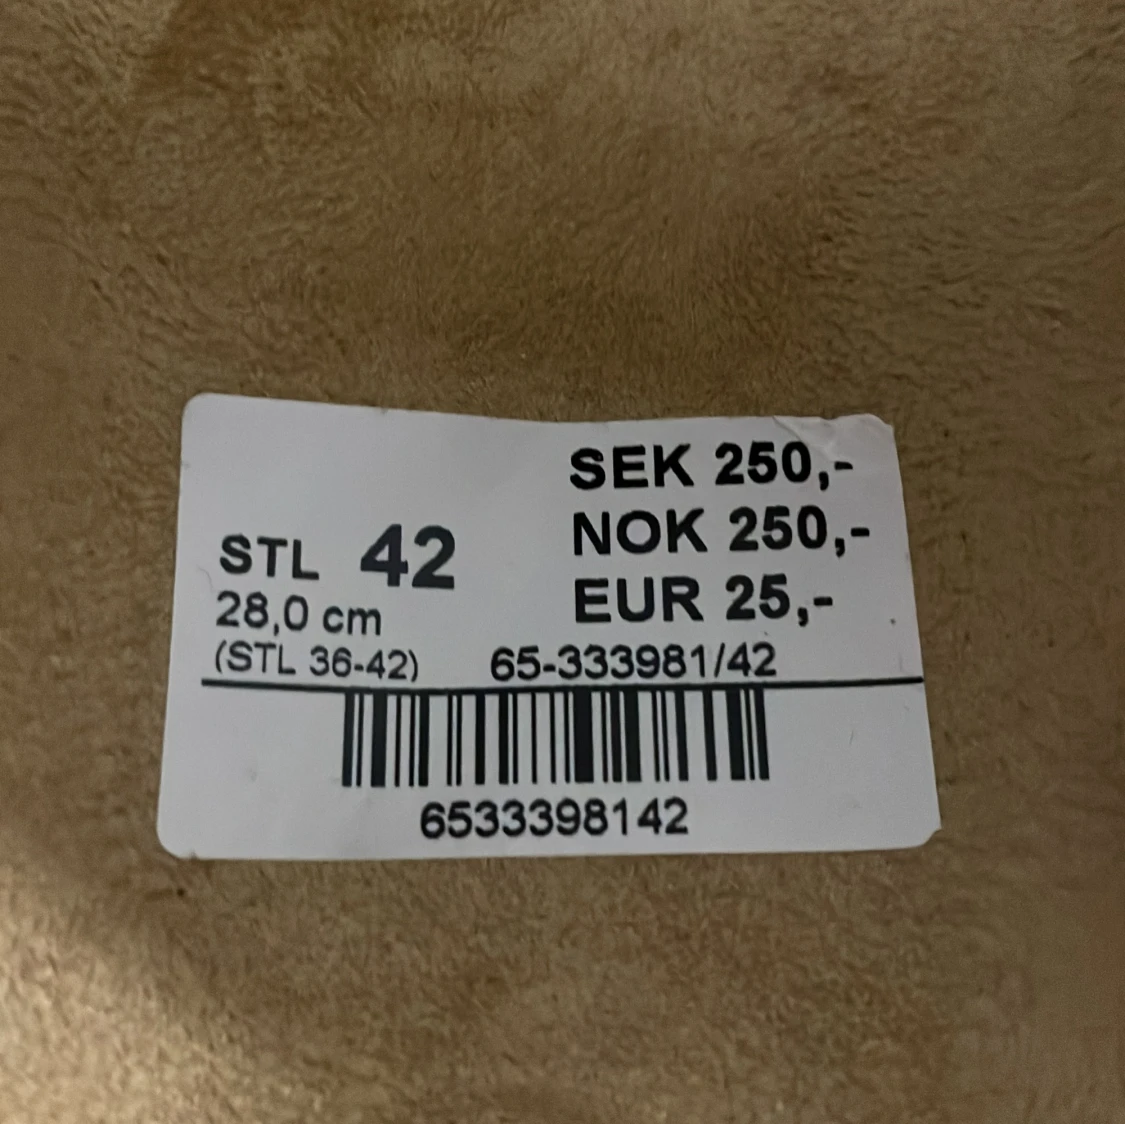 SEK 250,-
NOK 250,-
EUR 25,-
STL 42
28,0 cm
(STL 36-42) 65-333981/42
6533398142